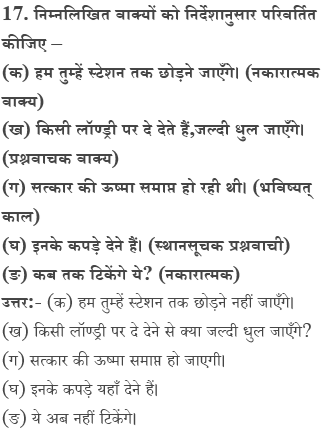 17. निम्नलिखित वाक्यों को निर्देशानुसार परिवर्तित
कीजिए –
(क) हम तुम्हें स्टेशन तक छोड़ने जाएँगे। (नकारात्मक
वाक्य)
(ख) किसी लॉण्ड्री पर दे देते हैं,जल्दी धुल जाएँगे।
(प्रश्नवाचक वाक्य)
(ग) सत्कार की ऊष्मा समाप्त हो रही थी। (भविष्यत्
काल)
(घ) इनके कपड़े देने हैं। (स्थानसूचक प्रश्नवाची)
(ङ) कब तक टिकेंगे ये? (नकारात्मक)
उत्तर:- (क) हम तुम्हें स्टेशन तक छोड़ने नहीं जाएँगे।
(ख) किसी लॉण्ड्री पर दे देने से क्या जल्दी धुल जाएँगे?
(ग) सत्कार की ऊष्मा समाप्त हो जाएगी।
(घ) इनके कपड़े यहाँ देने हैं।
(ङ) ये अब नहीं टिकेंगे।